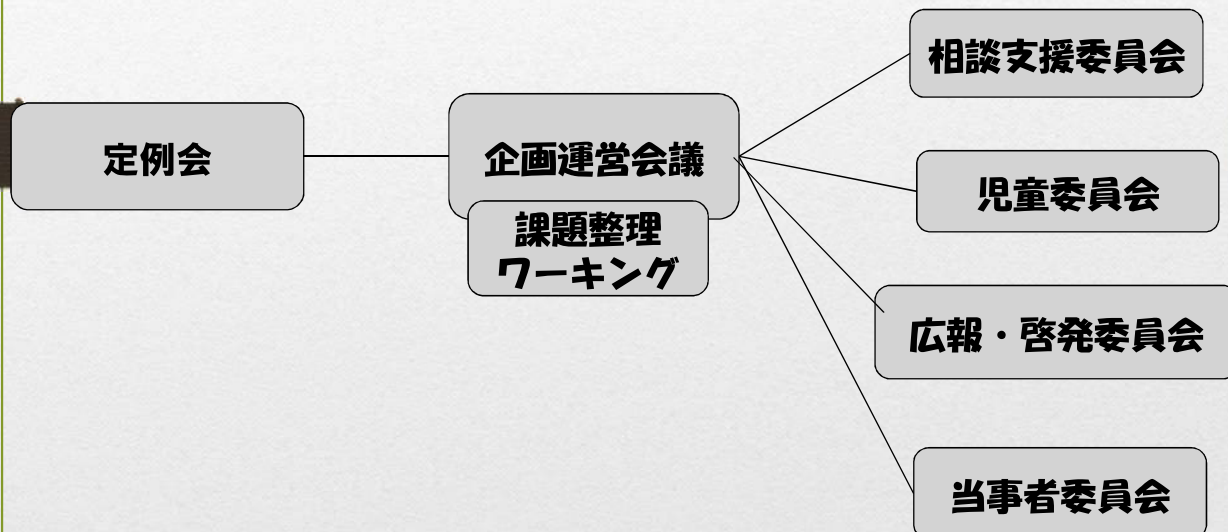 定例会
企画運営会議
課題整理
ワーキング
相談支援委員会
児童委員会
広報・啓発委員会
当事者委員会